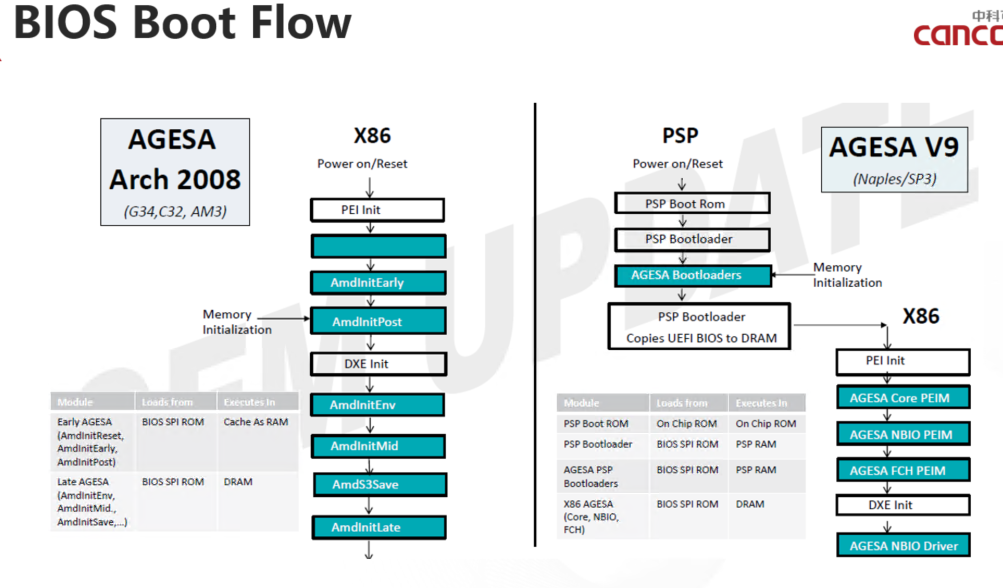 BIOS Boot Flow
中科
AGESA
Arch 2008
(G34,C32, AM3)
X86
Power on/Reset
PEI Init
AmdInitEarly
Memory
Initialization
AmdInitPost
DXE Init
AmdInitEnv
AmdInitMid
AmdS3Save
AmdInitLate
Module Loads from Executes In
Early AGESA BIOS SPI ROM Cache As RAM
(AmdInitReset,
AmdInitEarly,
AmdInitPost)
Late AGESA BIOS SPI ROM DRAM
(AmdInitEnv,
AmdInitMid.,
AmdInitSave,...)
PSP
Power on/Reset
AGESA V9
(Naples/SP3)
PSP Boot Rom
PSP Bootloader
AGESA Bootloaders
Memory
Initialization
PSP Bootloader
Copies UEFI BIOS to DRAM
X86
PEI Init
AGESA Core PEIM
AGESA NBIO PEIM
AGESA FCH PEIM
DXE Init
AGESA NBIO Driver
Module Loads from Executes In
PSP Boot ROM On Chip ROM On Chip ROM
PSP Bootloader BIOS SPI ROM PSP RAM
AGESA PSP BIOS SPI ROM PSP RAM
Bootloaders
X86 AGESA BIOS SPI ROM DRAM
(Core, NBIO,
FCH)
UPDATE